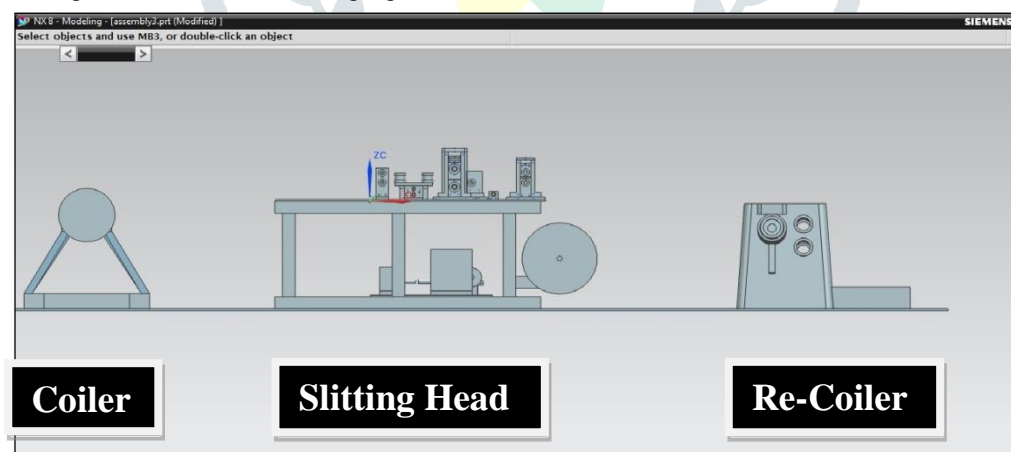 NX 8 - Modeling - [assembly3.prt (Modified) ]
SIEMENS
Select objects and use MB3, or double-click an object
ZC
Coiler
Slitting Head
Re-Coiler